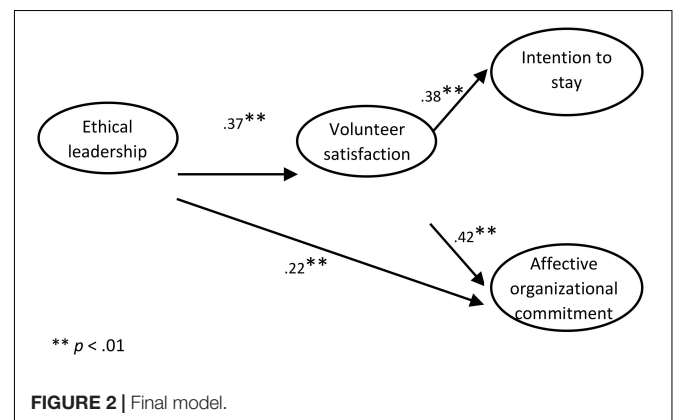 Intention to
stay
.38**
Ethical
leadership
.37**
Volunteer
satisfaction
.42**
.22**
Affective
organizational
commitment
** p < .01
FIGURE 2 | Final model.